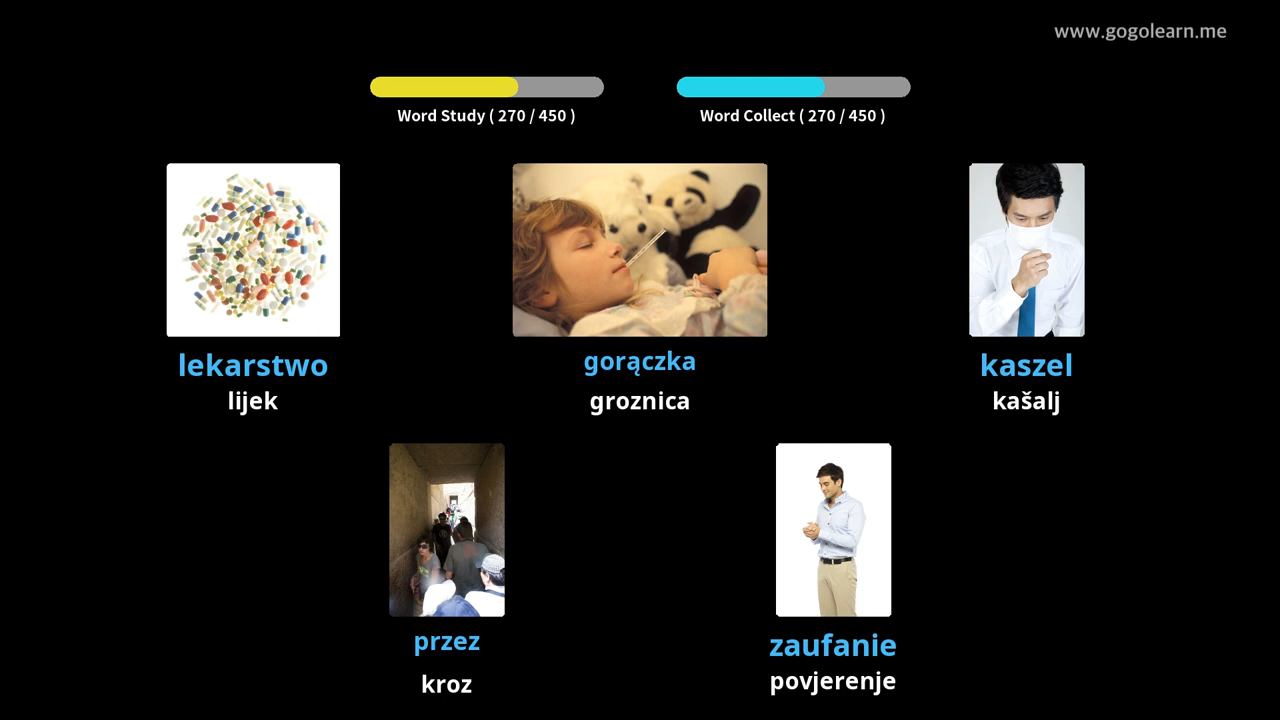 www.gogolearn.me
Word Study ( 270 / 450 )
Word Collect ( 270 / 450 )
lekarstwo
lijek
gorączka
groznica
kaszel
kašalj
przez
kroz
zaufanie
povjerenje